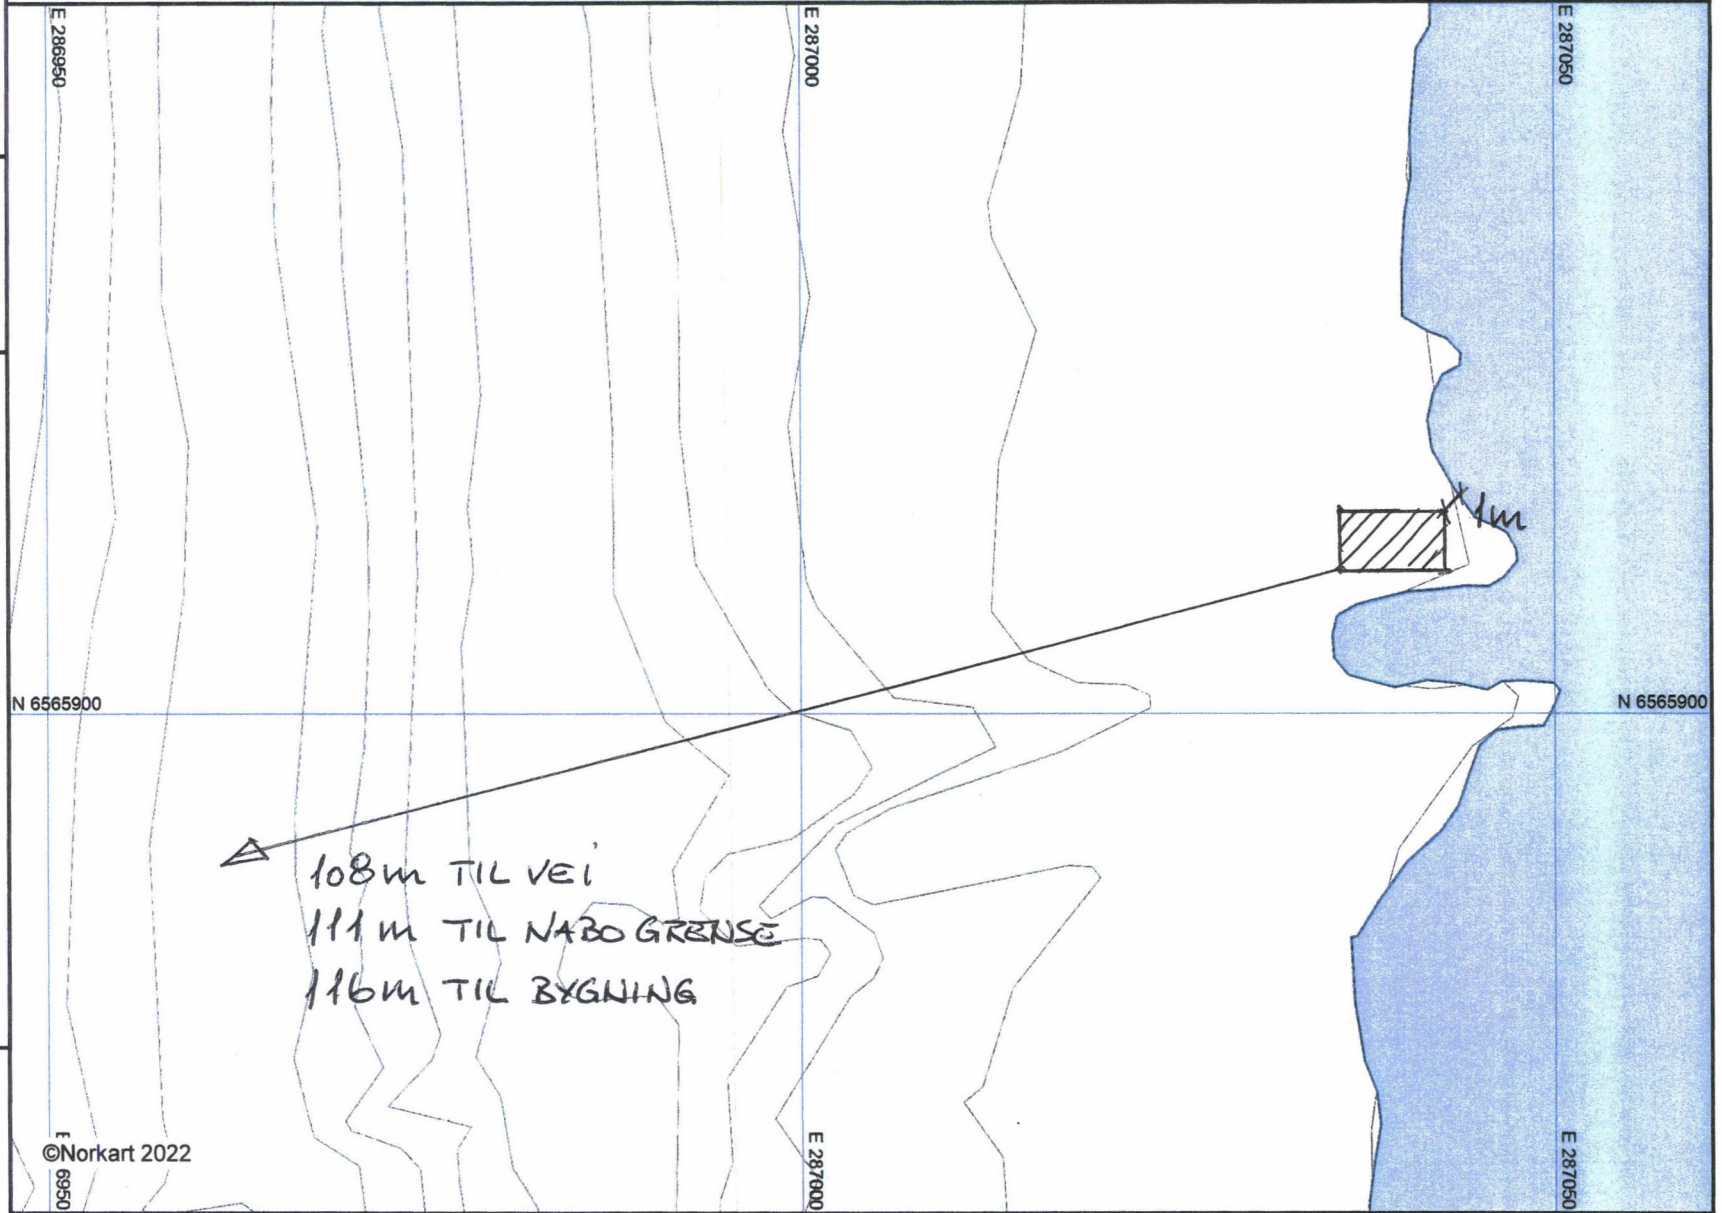 E 286950
E 287000
E 287050
1m
N 6565900
N 6565900
108m TIL VEI
111m TIL NABOGRENSE
116m TIL BYGNING
©Norkart 2022
E 6950
E 287000
E 287050